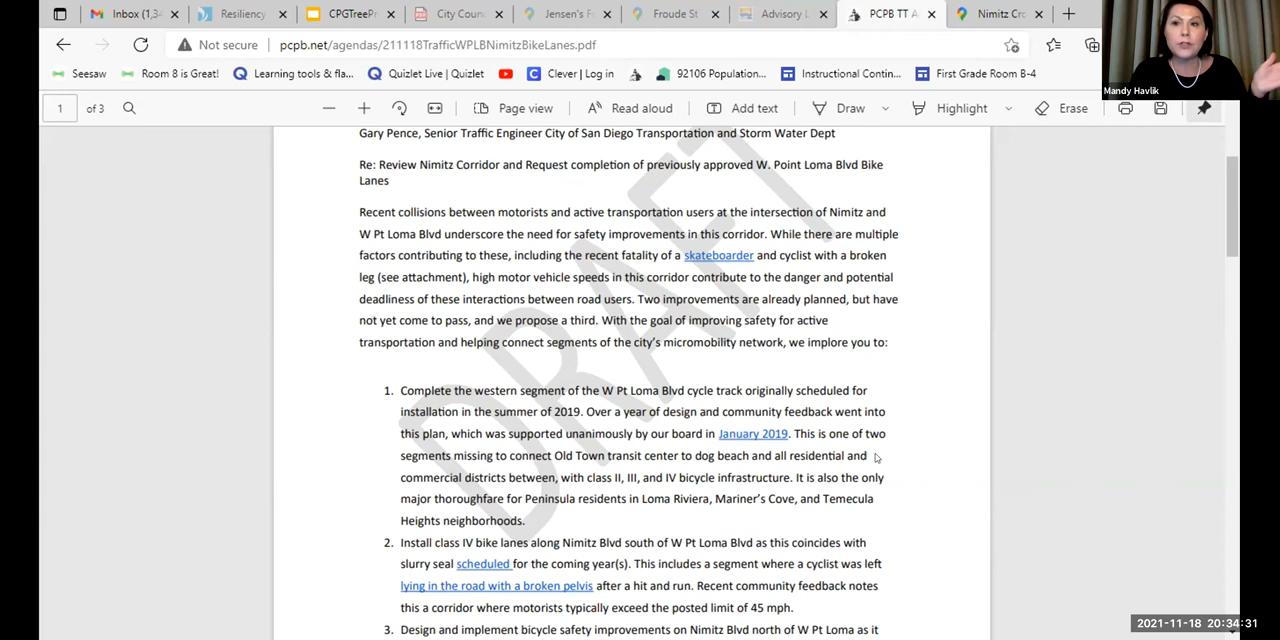 Inbox (1,34
Resiliency
CPGTreeP
City Coun
Jensen's F
Froude St
Advisory L
PCPB TT A
Nimitz Cr
Not secure
pcpb.net/agendas/211118TrafficWPLBNimitzBikeLanes.pdf
Seesaw
Room 8 is Great!
Learning tools & fla...
Quizlet Live | Quizlet
Clever | Log in
92106 Population...
Instructional Contin...
First Grade Room B-4
Mandy Havlik
1 of 3
Page view
Read aloud
Add text
Draw
Highlight
Erase
DRAFT
Gary Pence, Senior Traffic Engineer City of San Diego Transportation and Storm Water Dept
Re: Review Nimitz Corridor and Request completion of previously approved W. Point Loma Blvd Bike
Lanes
Recent collisions between motorists and active transportation users at the intersection of Nimitz and
W Pt Loma Blvd underscore the need for safety improvements in this corridor. While there are multiple
factors contributing to these, including the recent fatality of a skateboarder and cyclist with a broken
leg (see attachment), high motor vehicle speeds in this corridor contribute to the danger and potential
deadliness of these interactions between road users. Two improvements are already planned, but have
not yet come to pass, and we propose a third. With the goal of improving safety for active
transportation and helping connect segments of the city's micromobility network, we implore you to:
1. Complete the western segment of the W Pt Loma Blvd cycle track originally scheduled for
installation in the summer of 2019. Over a year of design and community feedback went into
this plan, which was supported unanimously by our board in January 2019. This is one of two
segments missing to connect Old Town transit center to dog beach and all residential and
commercial districts between, with class II, III, and IV bicycle infrastructure. It is also the only
major thoroughfare for Peninsula residents in Loma Riviera, Mariner's Cove, and Temecula
Heights neighborhoods.
2. Install class IV bike lanes along Nimitz Blvd south of W Pt Loma Blvd as this coincides with
slurry seal scheduled for the coming year(s). This includes a segment where a cyclist was left
lying in the road with a broken pelvis after a hit and run. Recent community feedback notes
this a corridor where motorists typically exceed the posted limit of 45 mph.
3. Design and implement bicycle safety improvements on Nimitz Blvd north of W Pt Loma as it
2021-11-18 20:34:31